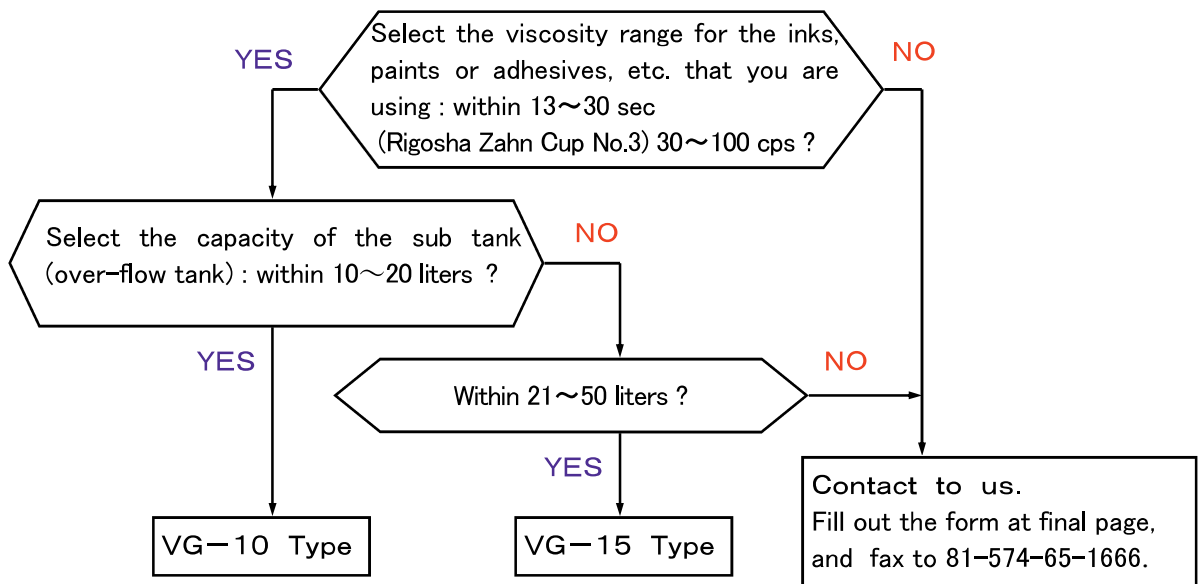 Select the viscosity range for the inks,
paints or adhesives, etc. that you are
using : within 13～30 sec
(Rigosha Zahn Cup No.3) 30～100 cps ?
YES
NO
Select the capacity of the sub tank
(over-flow tank) : within 10～20 liters ?
NO
YES
Within 21～50 liters ?
NO
YES
VG-10 Type
VG-15 Type
Contact to us.
Fill out the form at final page,
and fax to 81-574-65-1666.